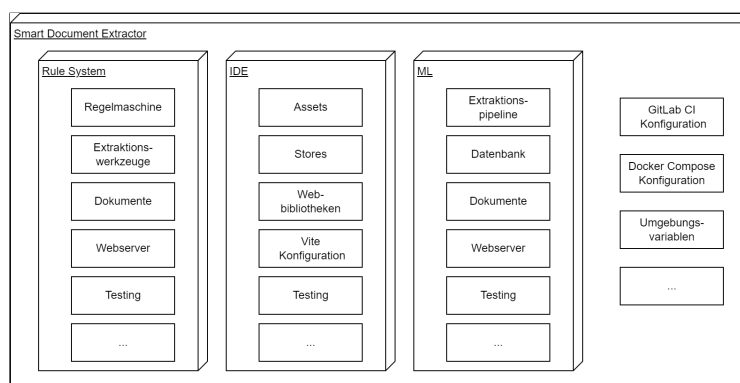 Smart Document Extractor
Rule System
Regelmaschine
Extraktions-
werkzeuge
Dokumente
Webserver
Testing
...
IDE
Assets
Stores
Web-
bibliotheken
Vite
Konfiguration
Testing
...
ML
Extraktions-
pipeline
Datenbank
Dokumente
Webserver
Testing
...
GitLab CI
Konfiguration
Docker Compose
Konfiguration
Umgebungs-
variablen
...